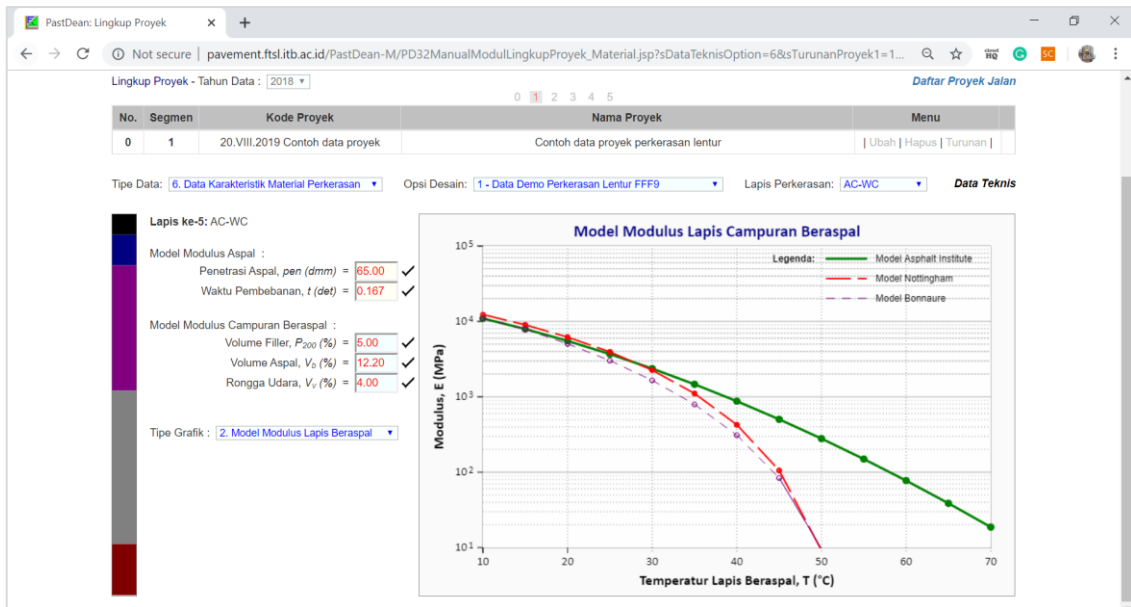 PastDean: Lingkup Proyek
Not secure | pavement.ftsl.itb.ac.id/PastDean-M/PD32ManualModulLingkupProyek_Material.jsp?sDataTeknisOption=6&sTurunanProyek1=1...
cloud HQ
SC
Lingkup Proyek - Tahun Data : 2018
Daftar Proyek Jalan
0 1 2 3 4 5
No. Segmen Kode Proyek Nama Proyek Menu
0 1 20.VIII.2019 Contoh data proyek Contoh data proyek perkerasan lentur | Ubah | Hapus | Turunan |
Tipe Data: 6. Data Karakteristik Material Perkerasan Opsi Desain: 1 - Data Demo Perkerasan Lentur FFF9 Lapis Perkerasan: AC-WC Data Teknis
Lapis ke-5: AC-WC
Model Modulus Aspal :
Penetrasi Aspal, pen (dmm) = 65.00
Waktu Pembebanan, t (det) = 0.167
Model Modulus Campuran Beraspal :
Volume Filler, P200 (%) = 5.00
Volume Aspal, Vb (%) = 12.20
Rongga Udara, Vv (%) = 4.00
Tipe Grafik : 2. Model Modulus Lapis Beraspal
Model Modulus Lapis Campuran Beraspal
Legenda: Model Asphalt Institute
Model Nottingham
Model Bonnaure
10⁵
10⁴
10³
10²
10¹
Modulus, E (MPa)
10 20 30 40 50 60 70
Temperatur Lapis Beraspal, T (°C)